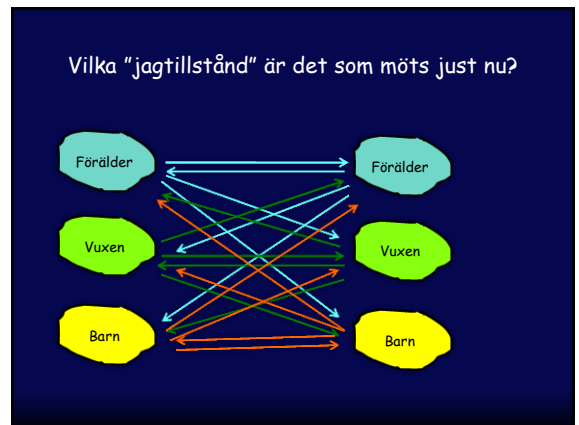 Vilka ”jagtillstånd” är det som möts just nu?
Förälder
Förälder
Vuxen
Vuxen
Barn
Barn